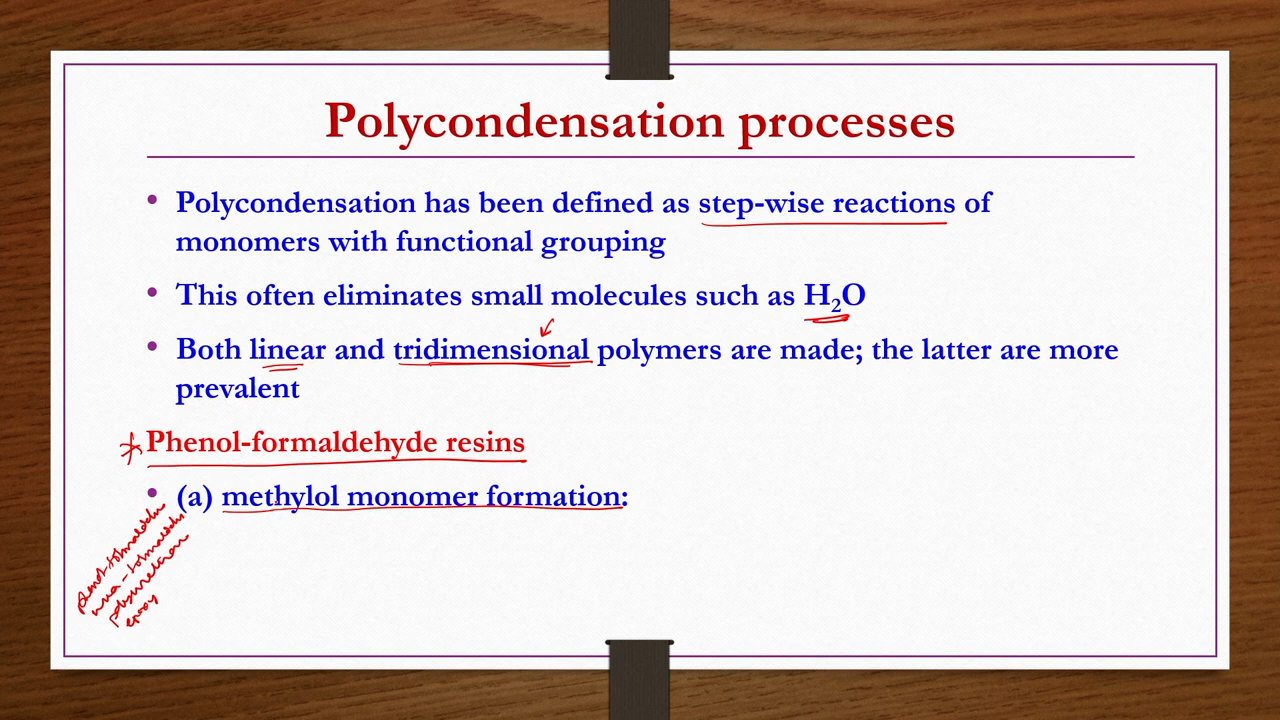 Polycondensation processes
• Polycondensation has been defined as step-wise reactions of
monomers with functional grouping
• This often eliminates small molecules such as H₂O
• Both linear and tridimensional polymers are made; the latter are more
prevalent
Phenol-formaldehyde resins
• (a) methylol monomer formation:
urea-
epoxy